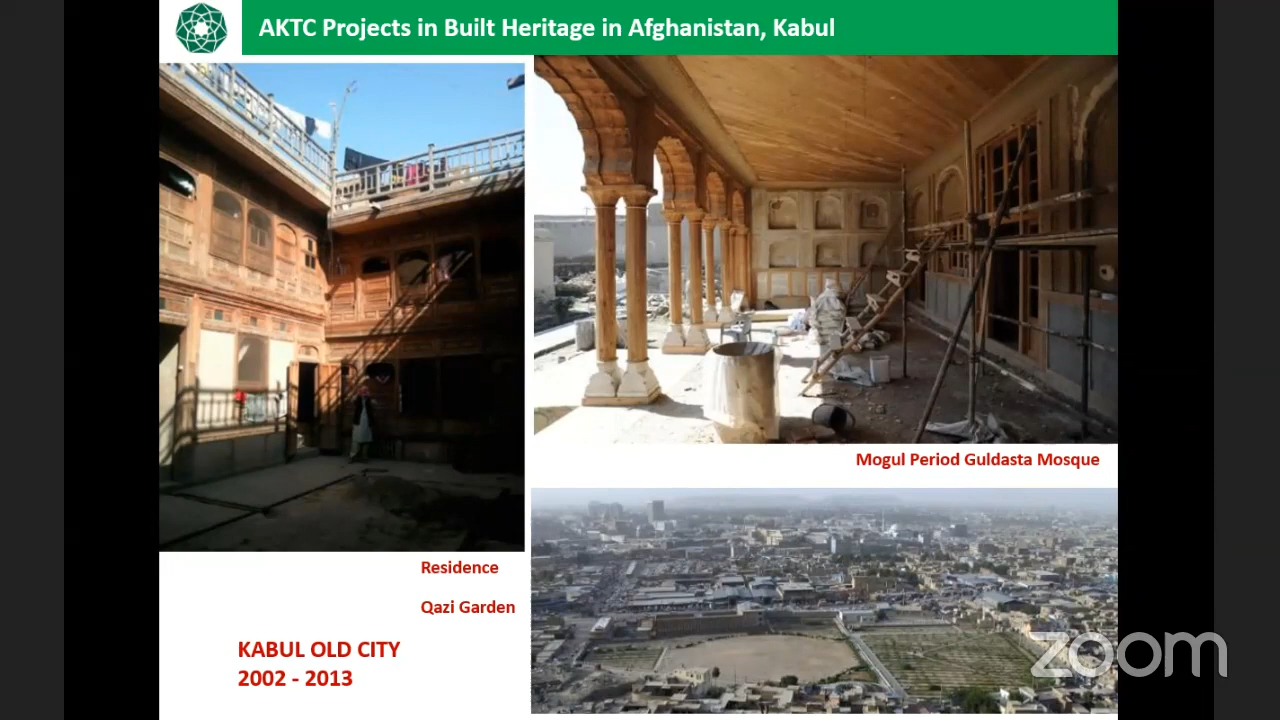 AKTC Projects in Built Heritage in Afghanistan, Kabul
Mogul Period Guldasta Mosque
Residence
Qazi Garden
KABUL OLD CITY
2002 - 2013
zoom